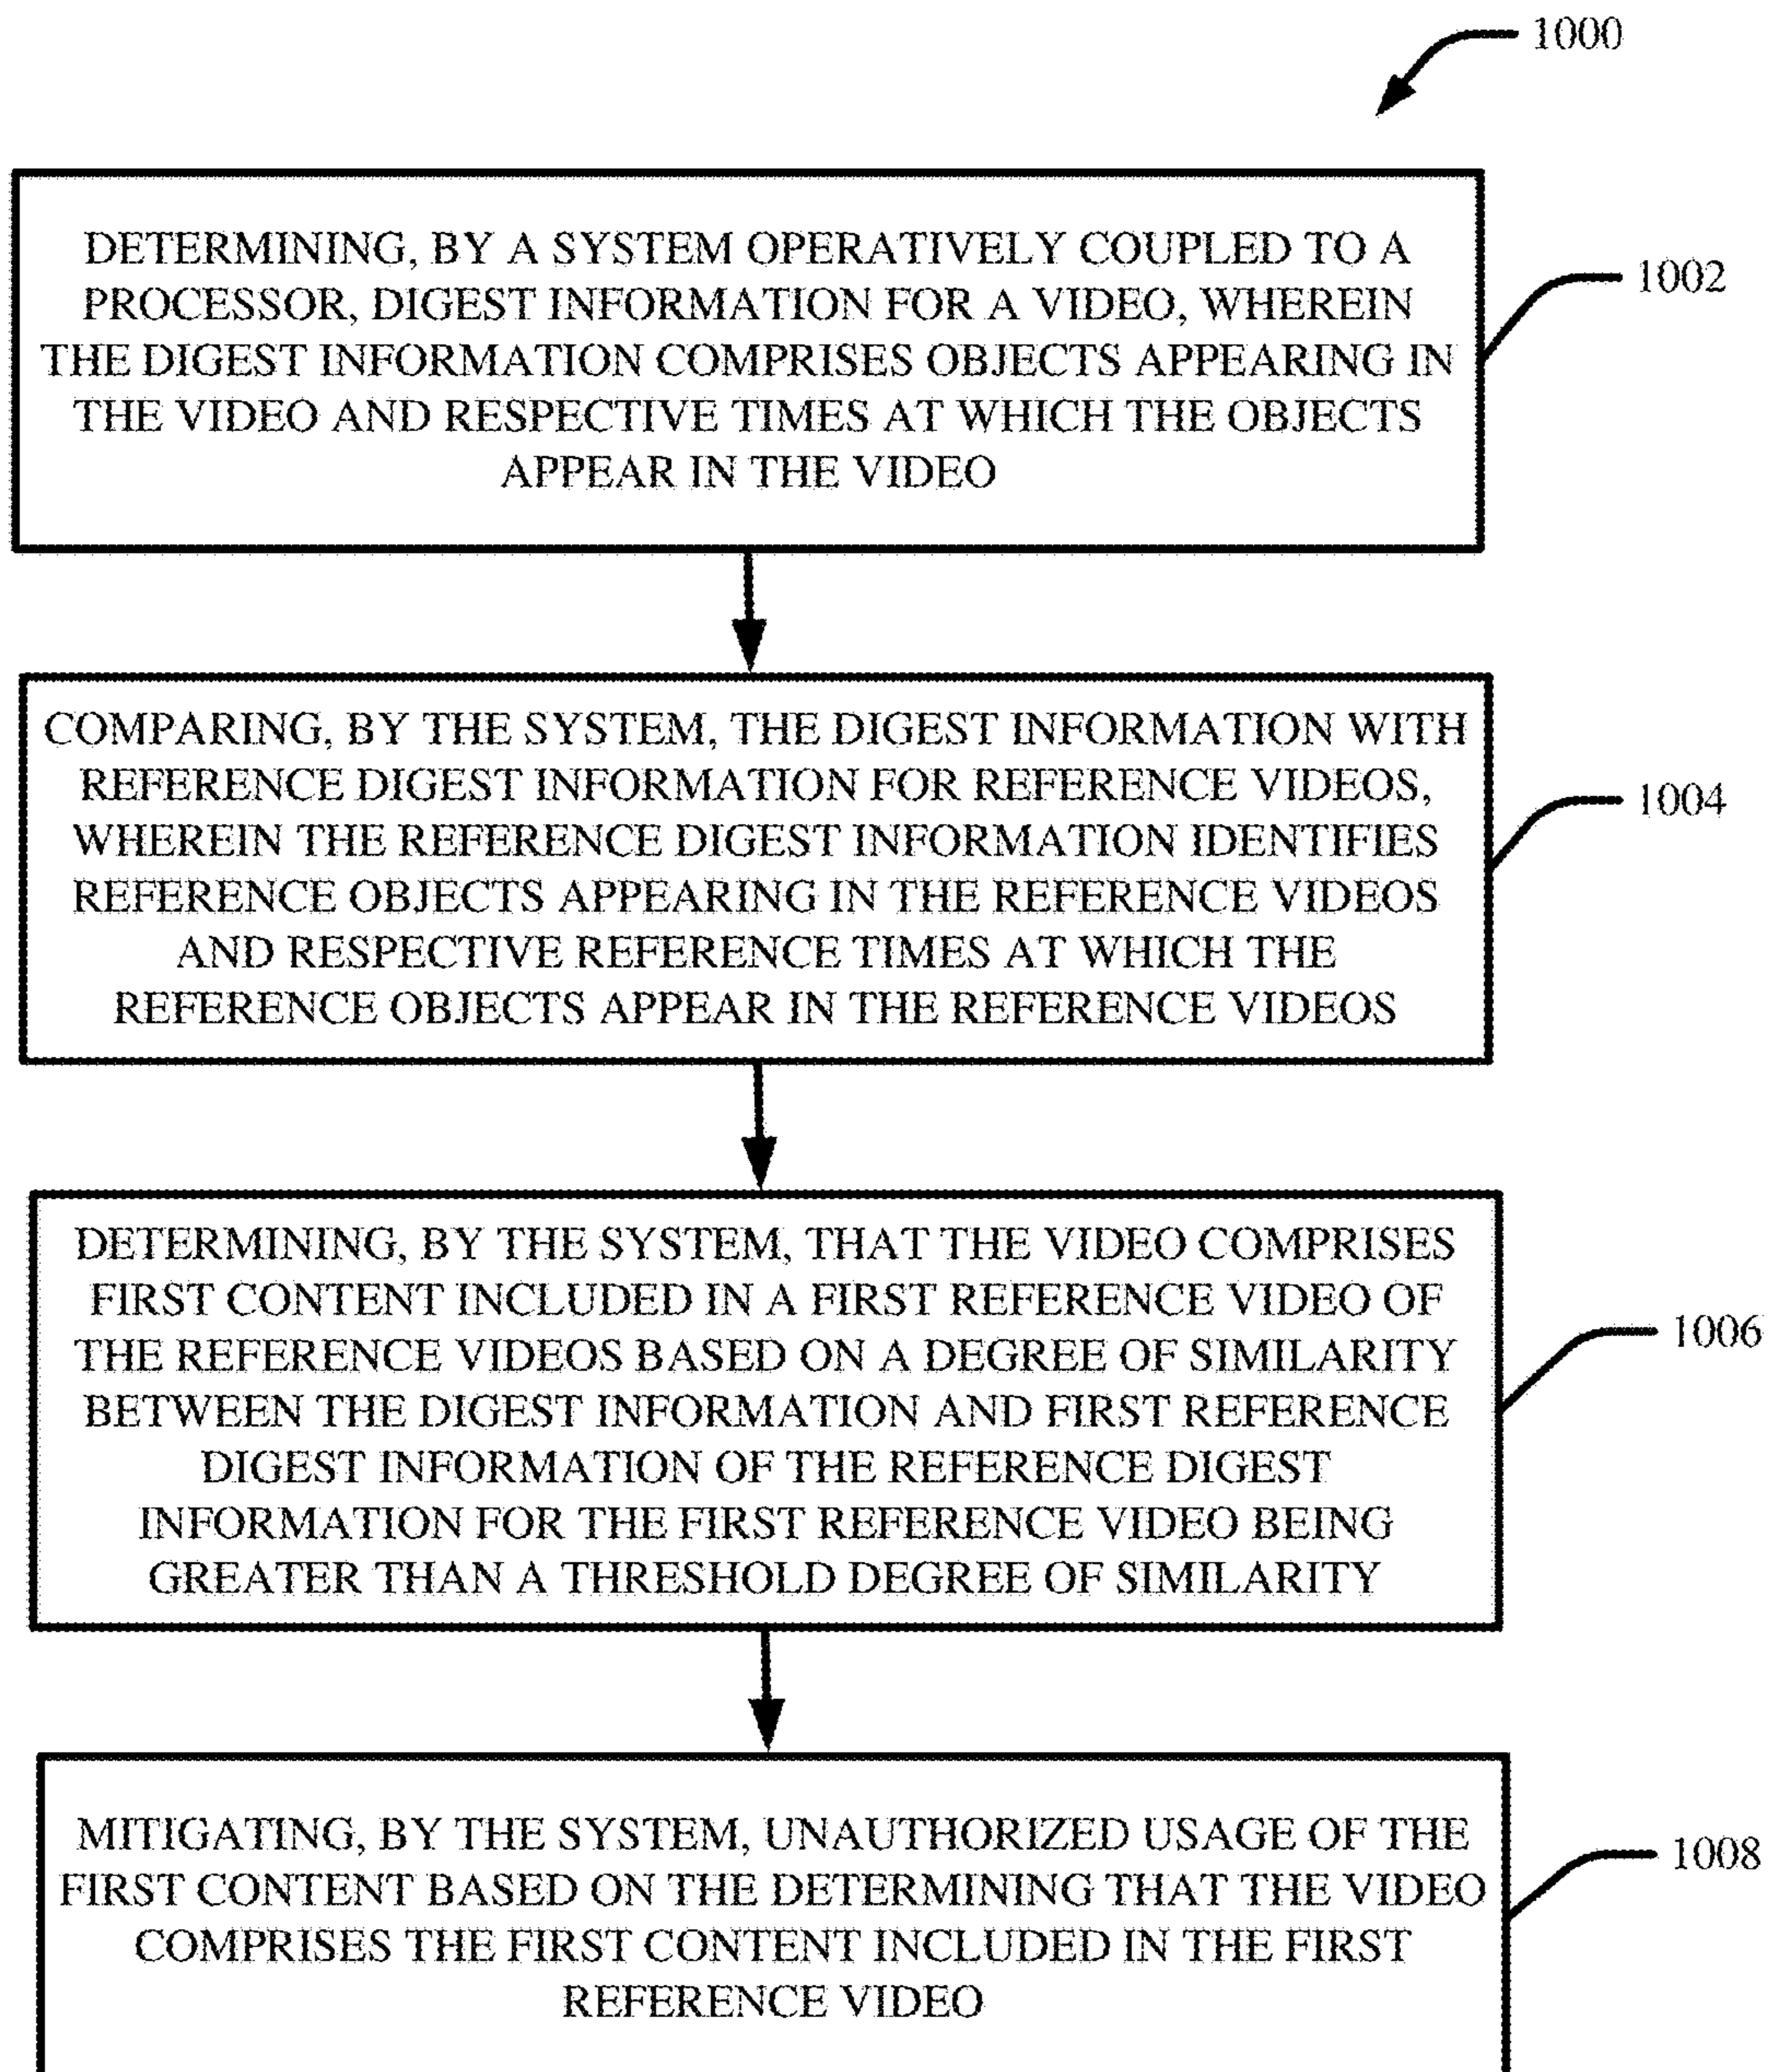 1000
DETERMINING, BY A SYSTEM OPERATIVELY COUPLED TO A
PROCESSOR, DIGEST INFORMATION FOR A VIDEO, WHEREIN
THE DIGEST INFORMATION COMPRISES OBJECTS APPEARING IN
THE VIDEO AND RESPECTIVE TIMES AT WHICH THE OBJECTS
APPEAR IN THE VIDEO
1002
COMPARING, BY THE SYSTEM, THE DIGEST INFORMATION WITH
REFERENCE DIGEST INFORMATION FOR REFERENCE VIDEOS,
WHEREIN THE REFERENCE DIGEST INFORMATION IDENTIFIES
REFERENCE OBJECTS APPEARING IN THE REFERENCE VIDEOS
AND RESPECTIVE REFERENCE TIMES AT WHICH THE
REFERENCE OBJECTS APPEAR IN THE REFERENCE VIDEOS
1004
DETERMINING, BY THE SYSTEM, THAT THE VIDEO COMPRISES
FIRST CONTENT INCLUDED IN A FIRST REFERENCE VIDEO OF
THE REFERENCE VIDEOS BASED ON A DEGREE OF SIMILARITY
BETWEEN THE DIGEST INFORMATION AND FIRST REFERENCE
DIGEST INFORMATION OF THE REFERENCE DIGEST
INFORMATION FOR THE FIRST REFERENCE VIDEO BEING
GREATER THAN A THRESHOLD DEGREE OF SIMILARITY
1006
MITIGATING, BY THE SYSTEM, UNAUTHORIZED USAGE OF THE
FIRST CONTENT BASED ON THE DETERMINING THAT THE VIDEO
COMPRISES THE FIRST CONTENT INCLUDED IN THE FIRST
REFERENCE VIDEO
1008